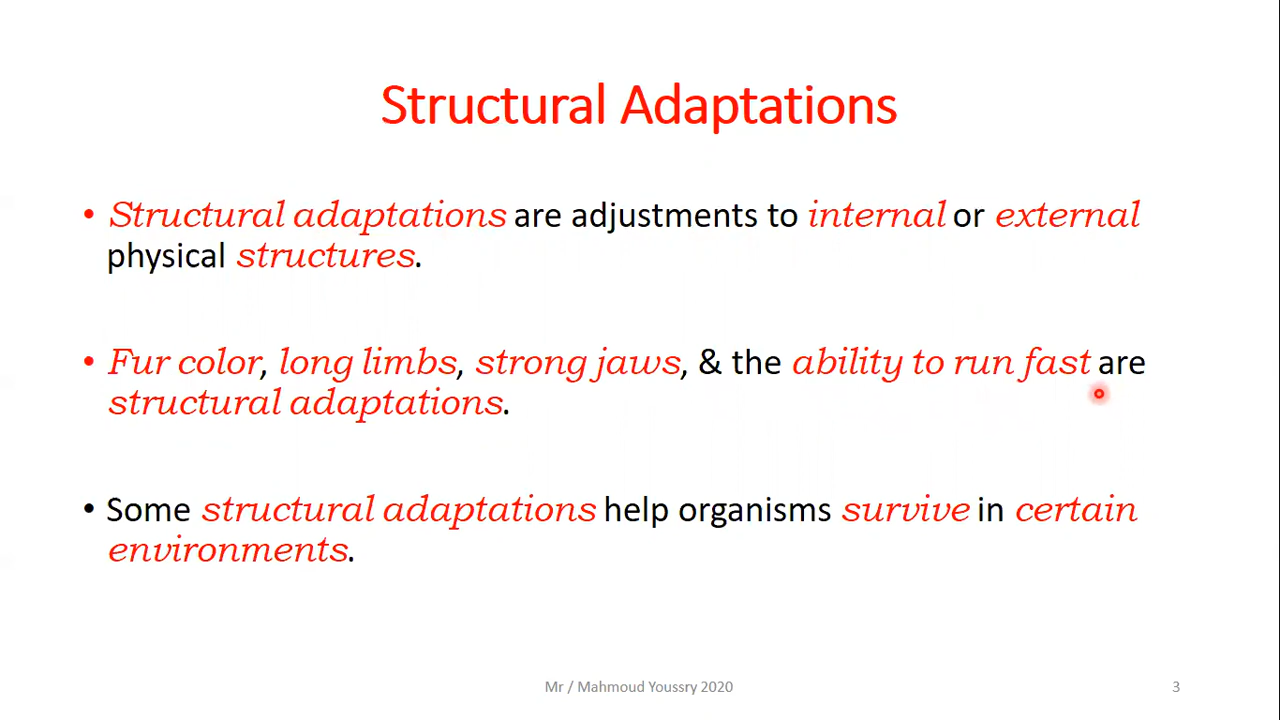 Structural Adaptations
• Structural adaptations are adjustments to internal or external
physical structures.
• Fur color, long limbs, strong jaws, & the ability to run fast are
structural adaptations.
• Some structural adaptations help organisms survive in certain
environments.
Mr / Mahmoud Youssry 2020
3